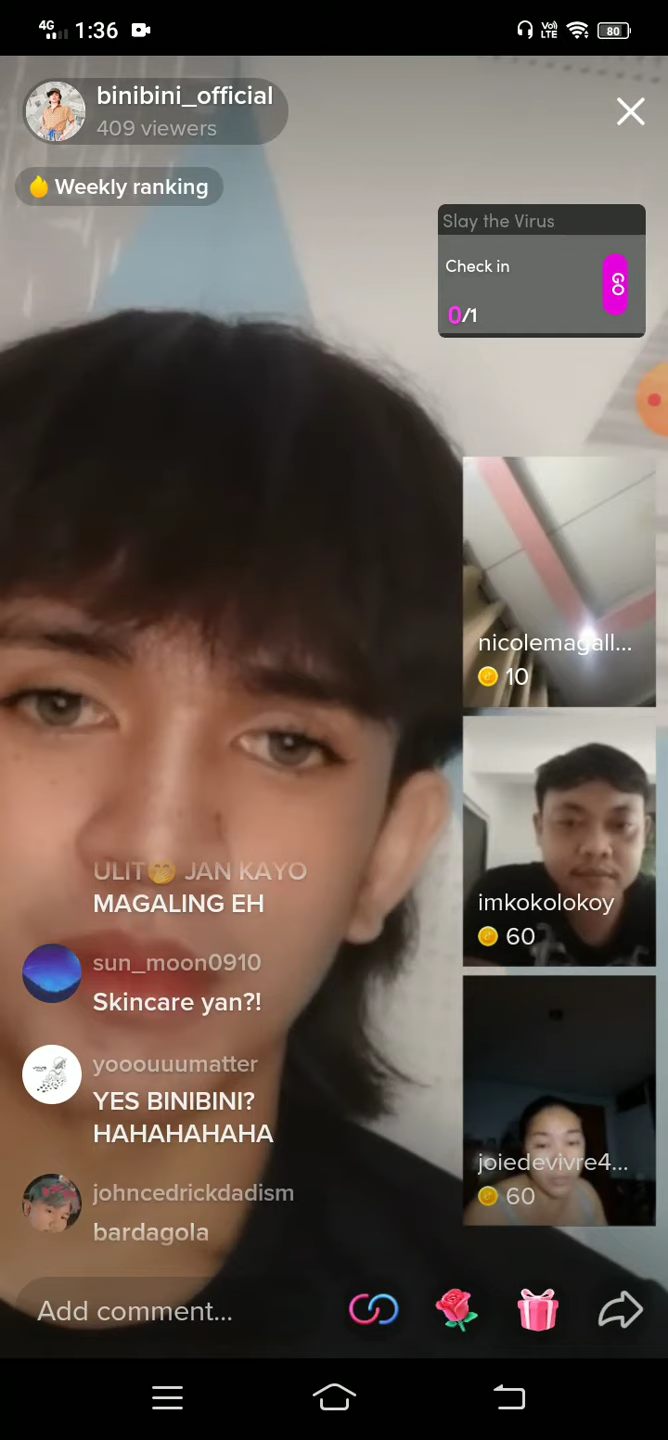 4G 1:36 Vo) LTE 80
binibini_official
409 viewers
Weekly ranking
Slay the Virus
Check in
GO
0/1
nicolemagall...
10
imkokolokoy
60
joiedevivre4...
60
ULIT🤭 JAN KAYO
MAGALING EH
sun_moon0910
Skincare yan?!
yooouuumatter
YES BINIBINI?
HAHAHAHAHA
johncedrickdadism
bardagola
Add comment...